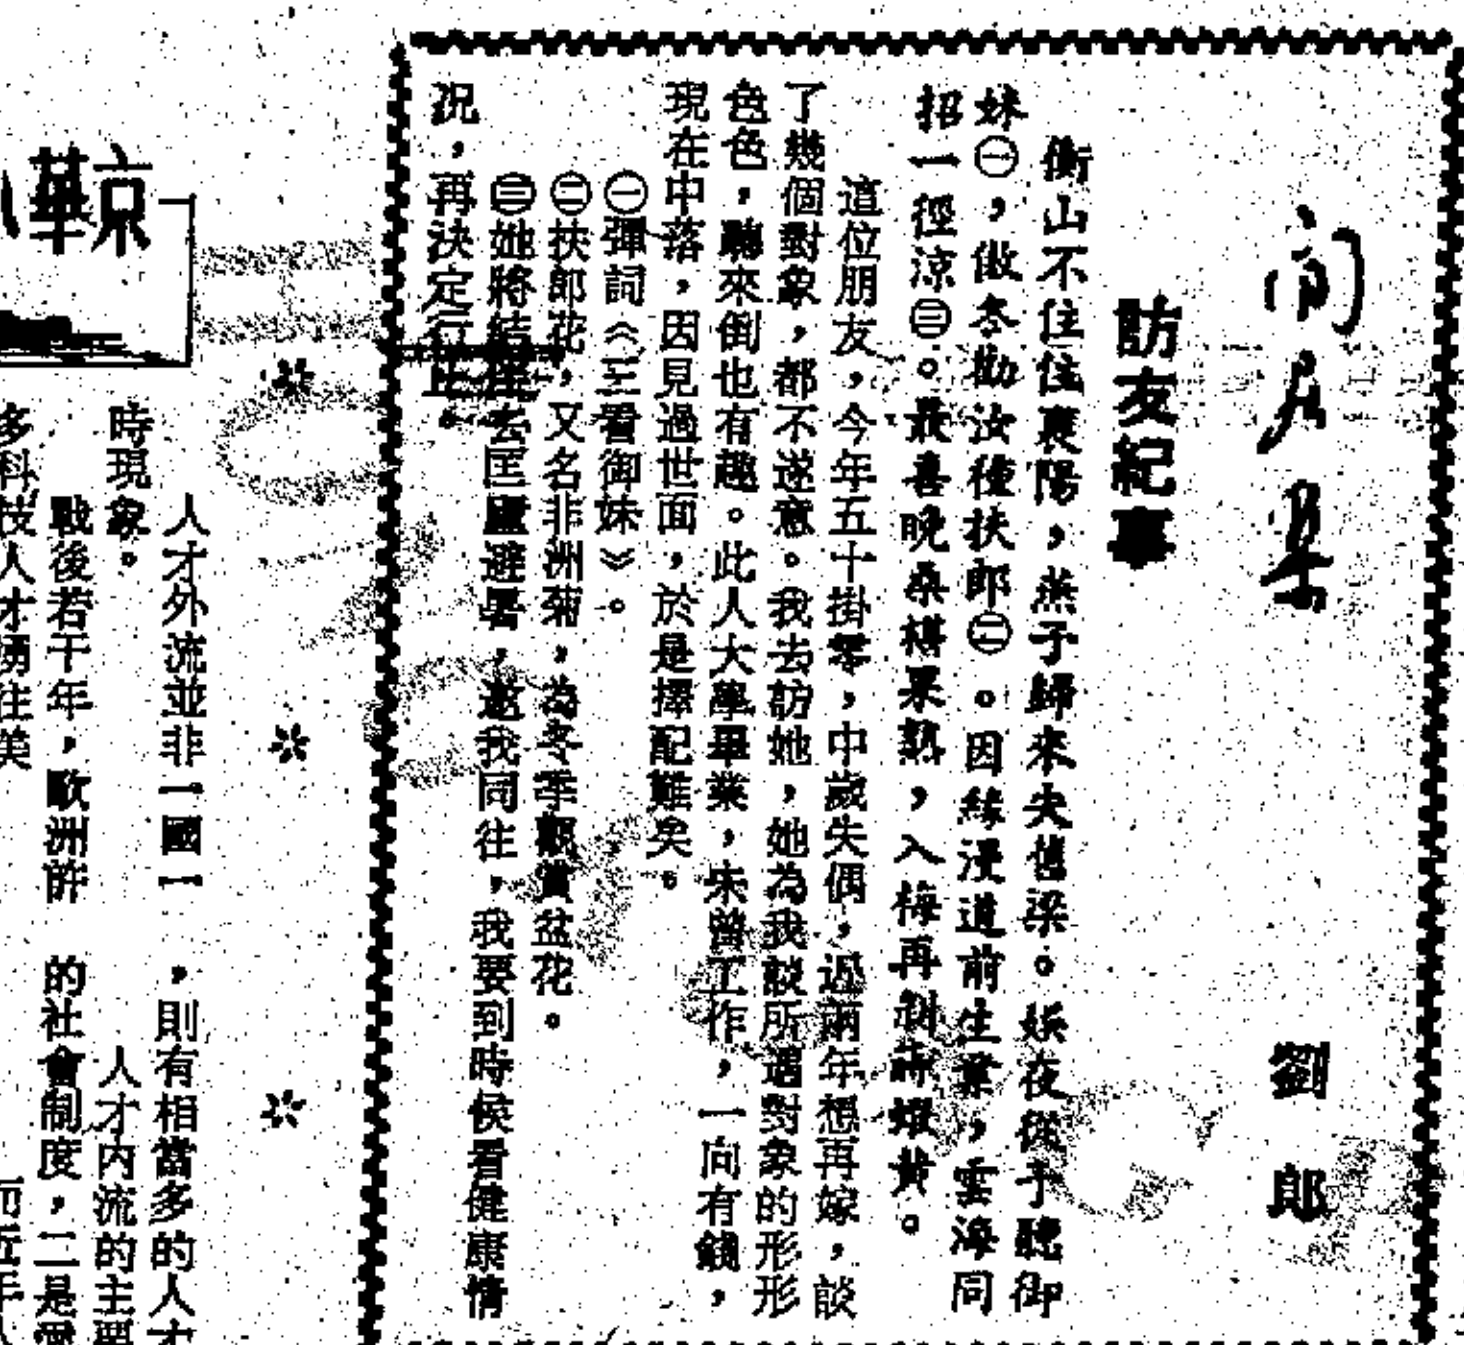 閒居集
劉郎
訪友紀事
衡山不住住襄陽，燕子歸來失舊梁。娛夜從予聽御
妹㊀，傲冬勸汝種扶郎㊁。因緣浸道前生業，雲海同
招一徑涼㊂。最喜晚桑椹果熟，入梅再制黃。
這位朋友，今年五十掛零，中歲失偶，過兩年想再嫁，談
了幾個對象，都不遂意。我去訪她，她為我談所遇對象的形形
色色，聽來倒也有趣。此人大學畢業，未嘗工作，一向有錢，
現在中落，因見過世面，於是擇配難矣。
㊀彈詞《三看御妹》。
㊁扶郎花，又名非洲菊，為冬季觀賞盆花。
㊂她將結伴去匡廬避暑，邀我同往，我要到時候看健康情
況，再決定行止。
京華小
人才外流並非一國一
時現象。
戰後若干年，歐洲許
多科技人才湧往美
，則有相當多的人才
人才內流的主要
的社會制度，二是
而近年